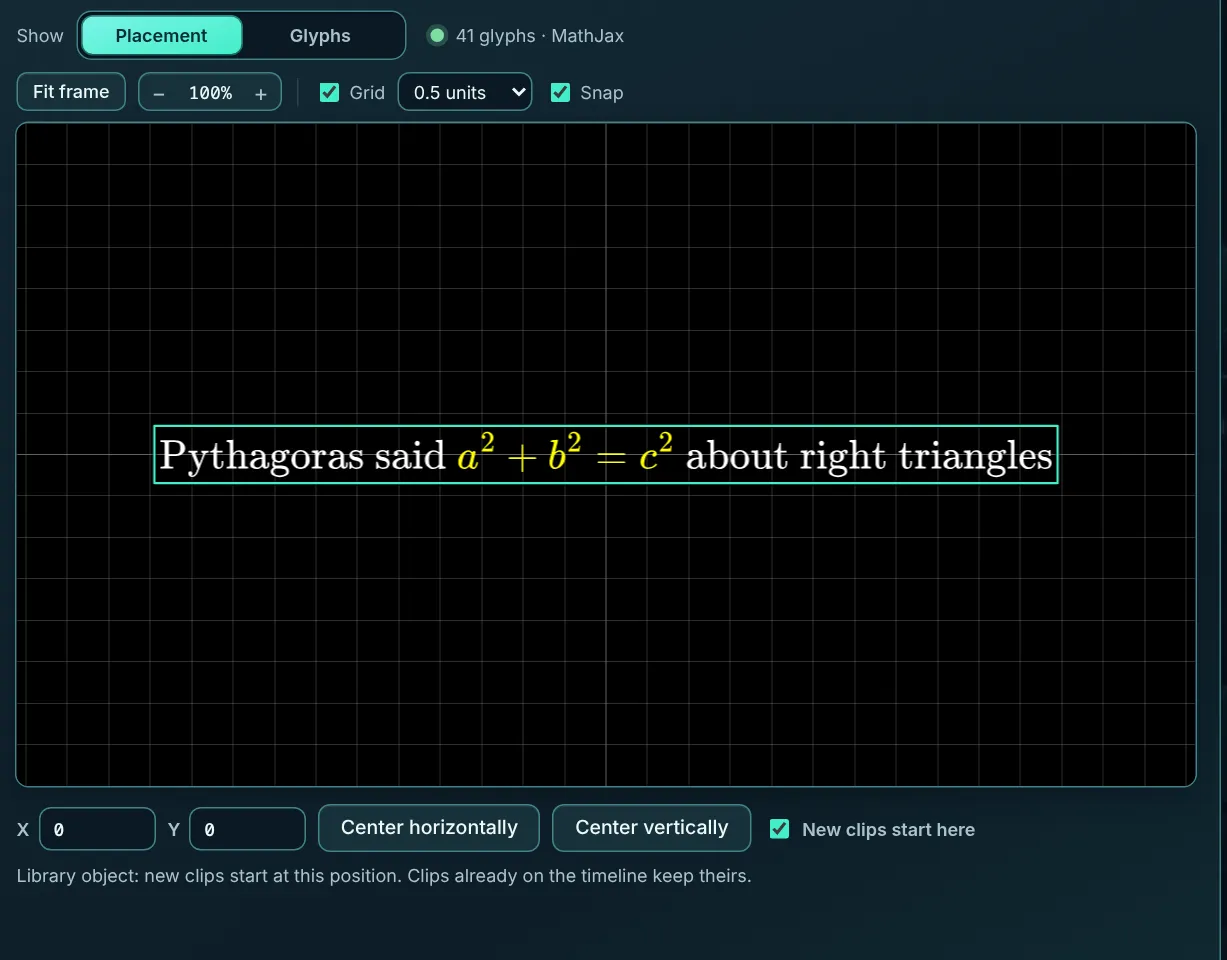 Show Placement Glyphs 41 glyphs · MathJax
Fit frame − 100% + Grid 0.5 units Snap
Pythagoras said a² + b² = c² about right triangles
X 0 Y 0 Center horizontally Center vertically New clips start here
Library object: new clips start at this position. Clips already on the timeline keep theirs.